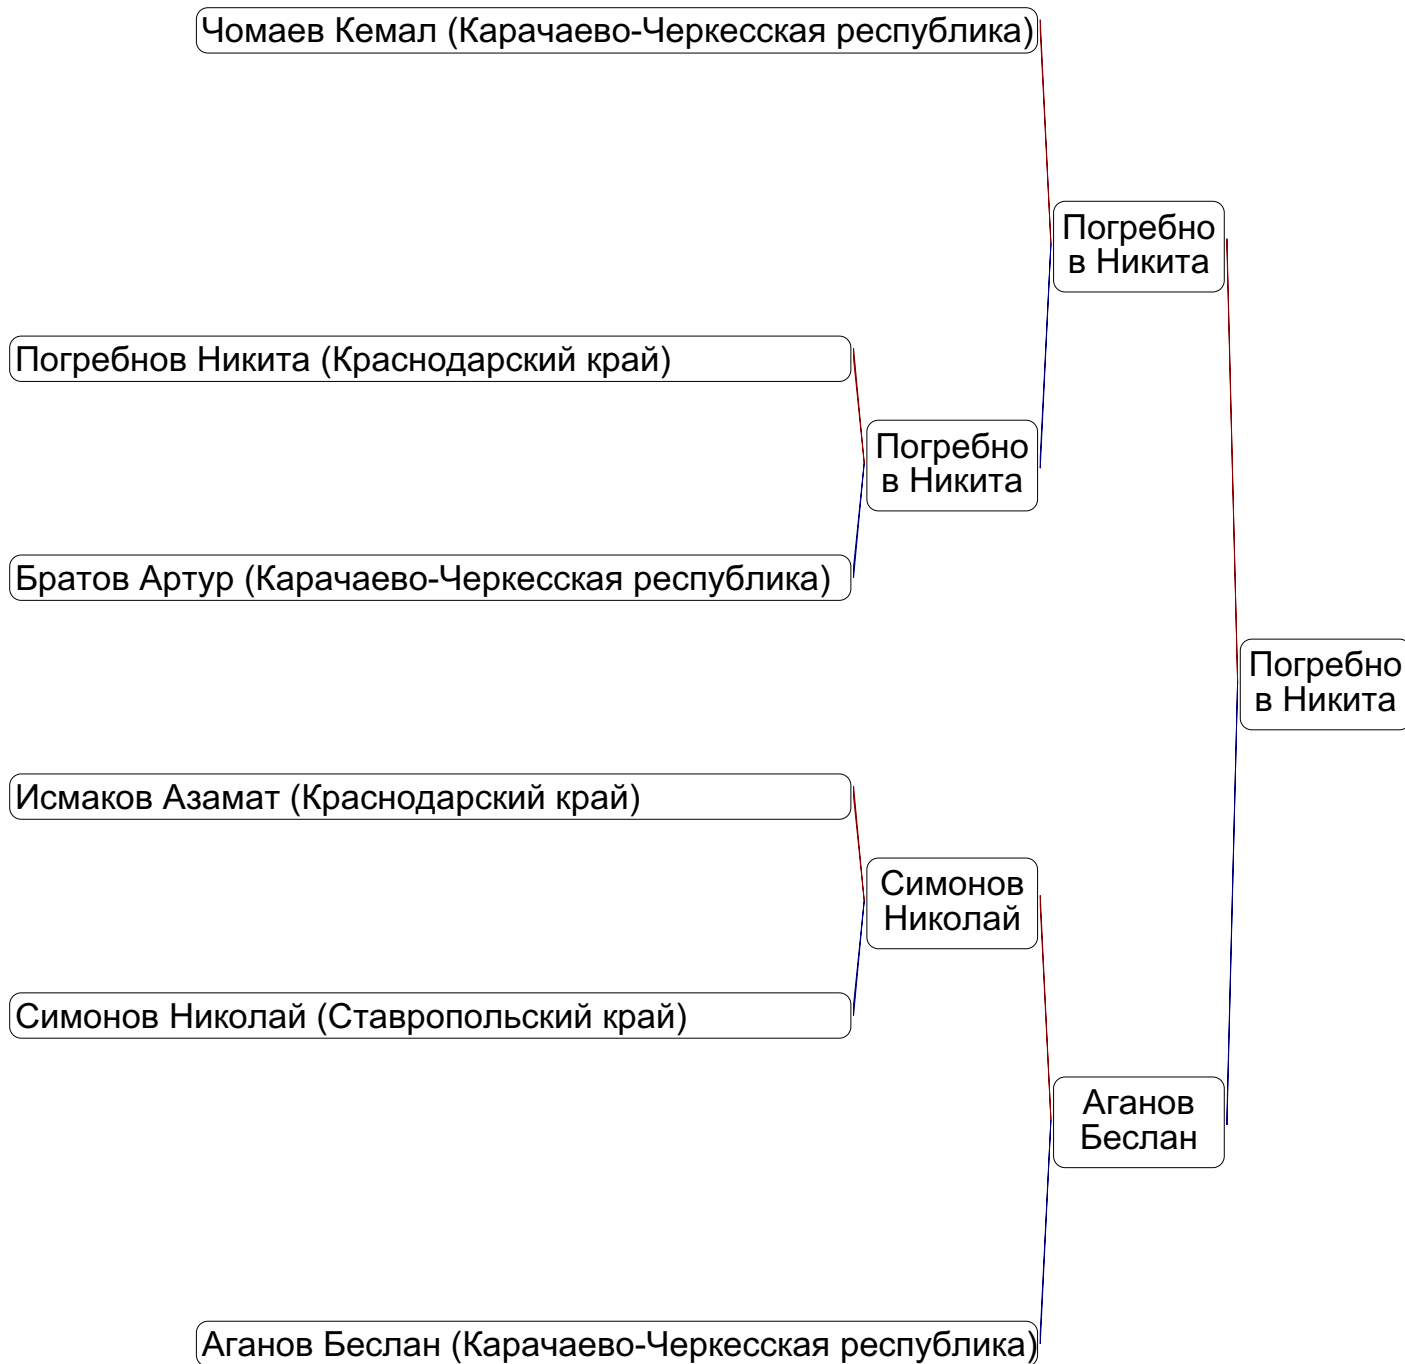 Чомаев Кемал (Карачаево-Черкесская республика)
Погребно
в Никита
Погребнов Никита (Краснодарский край)
Погребно
в Никита
Братов Артур (Карачаево-Черкесская республика)
Погребно
в Никита
Исмаков Азамат (Краснодарский край)
Симонов
Николай
Симонов Николай (Ставропольский край)
Аганов
Беслан
Аганов Беслан (Карачаево-Черкесская республика)